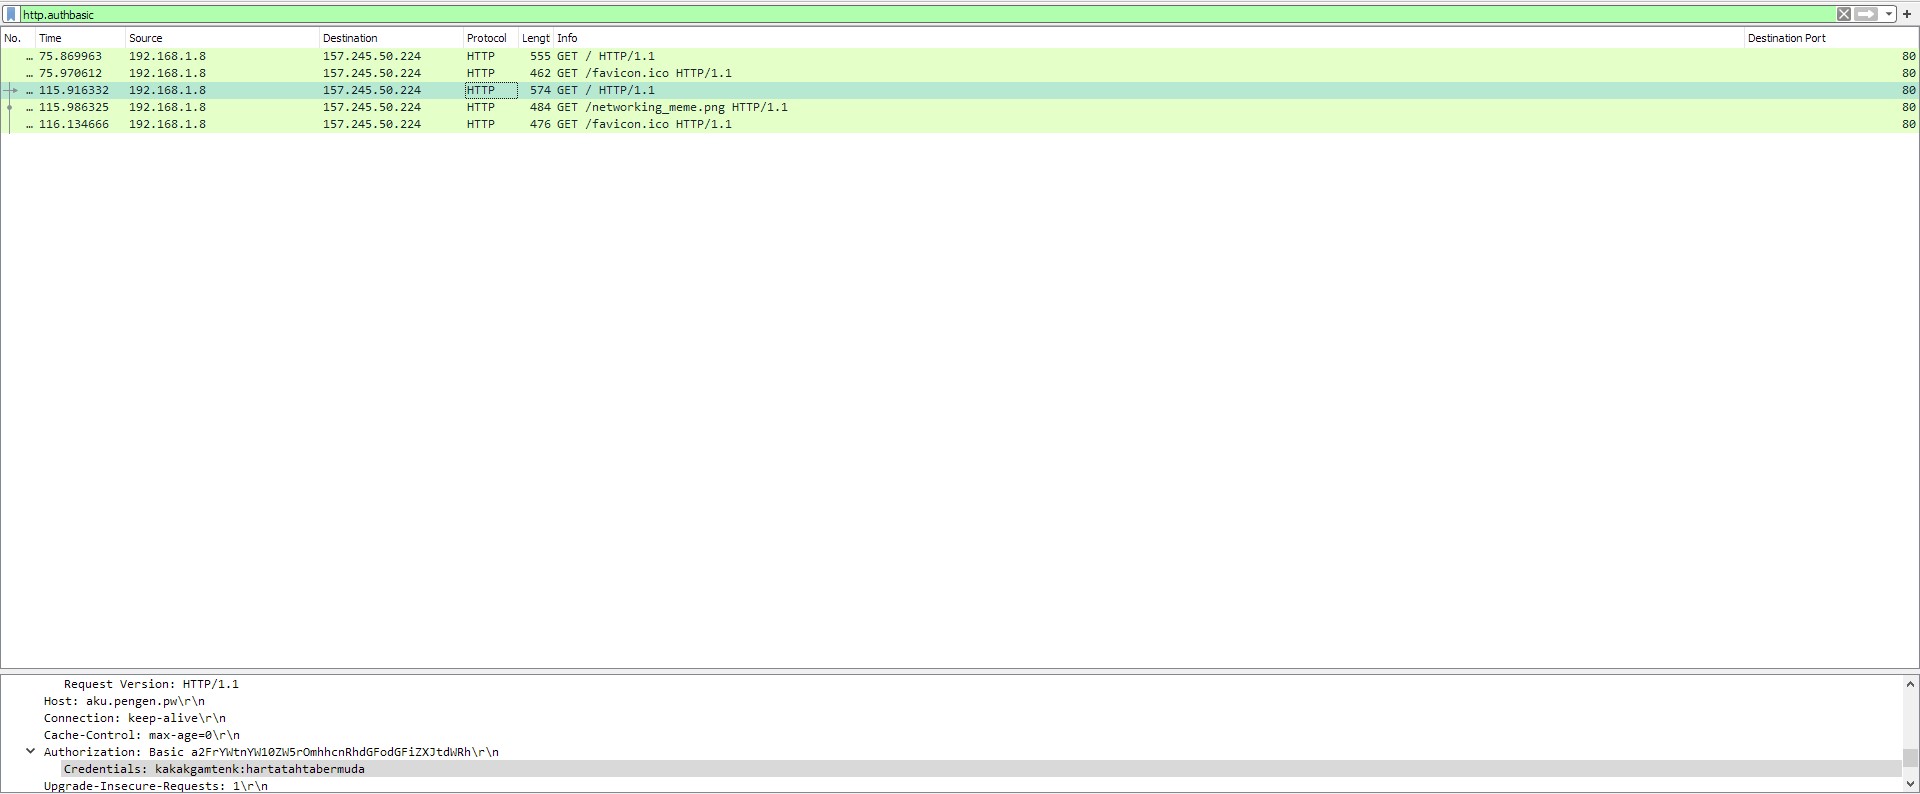 http.authbasic
No. Time Source Destination Protocol Lengt Info Destination Port
… 75.869963 192.168.1.8 157.245.50.224 HTTP 555 GET / HTTP/1.1 80
… 75.970612 192.168.1.8 157.245.50.224 HTTP 462 GET /favicon.ico HTTP/1.1 80
… 115.916332 192.168.1.8 157.245.50.224 HTTP 574 GET / HTTP/1.1 80
… 115.986325 192.168.1.8 157.245.50.224 HTTP 484 GET /networking_meme.png HTTP/1.1 80
… 116.134666 192.168.1.8 157.245.50.224 HTTP 476 GET /favicon.ico HTTP/1.1 80
Request Version: HTTP/1.1
Host: aku.pengen.pw\r\n
Connection: keep-alive\r\n
Cache-Control: max-age=0\r\n
Authorization: Basic a2FrYWtnYW10ZW5rOmhhcnRhdGFodGFiZXJtdWRh\r\n
Credentials: kakakgamtenk:hartatahtabermuda
Upgrade-Insecure-Requests: 1\r\n